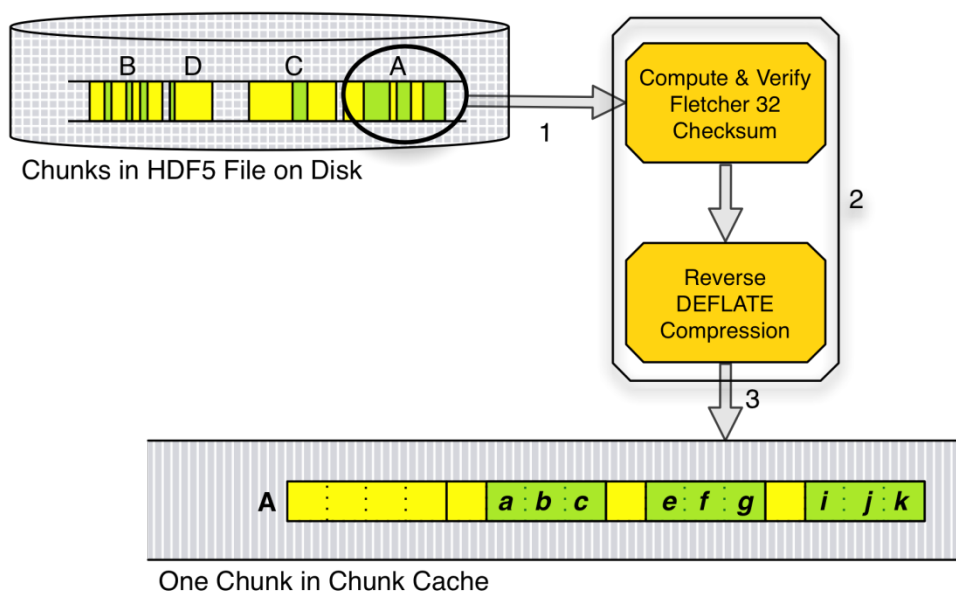 B D C A
1
Chunks in HDF5 File on Disk
Compute & Verify
Fletcher 32
Checksum
2
Reverse
DEFLATE
Compression
3
A a b c e f g i j k
One Chunk in Chunk Cache